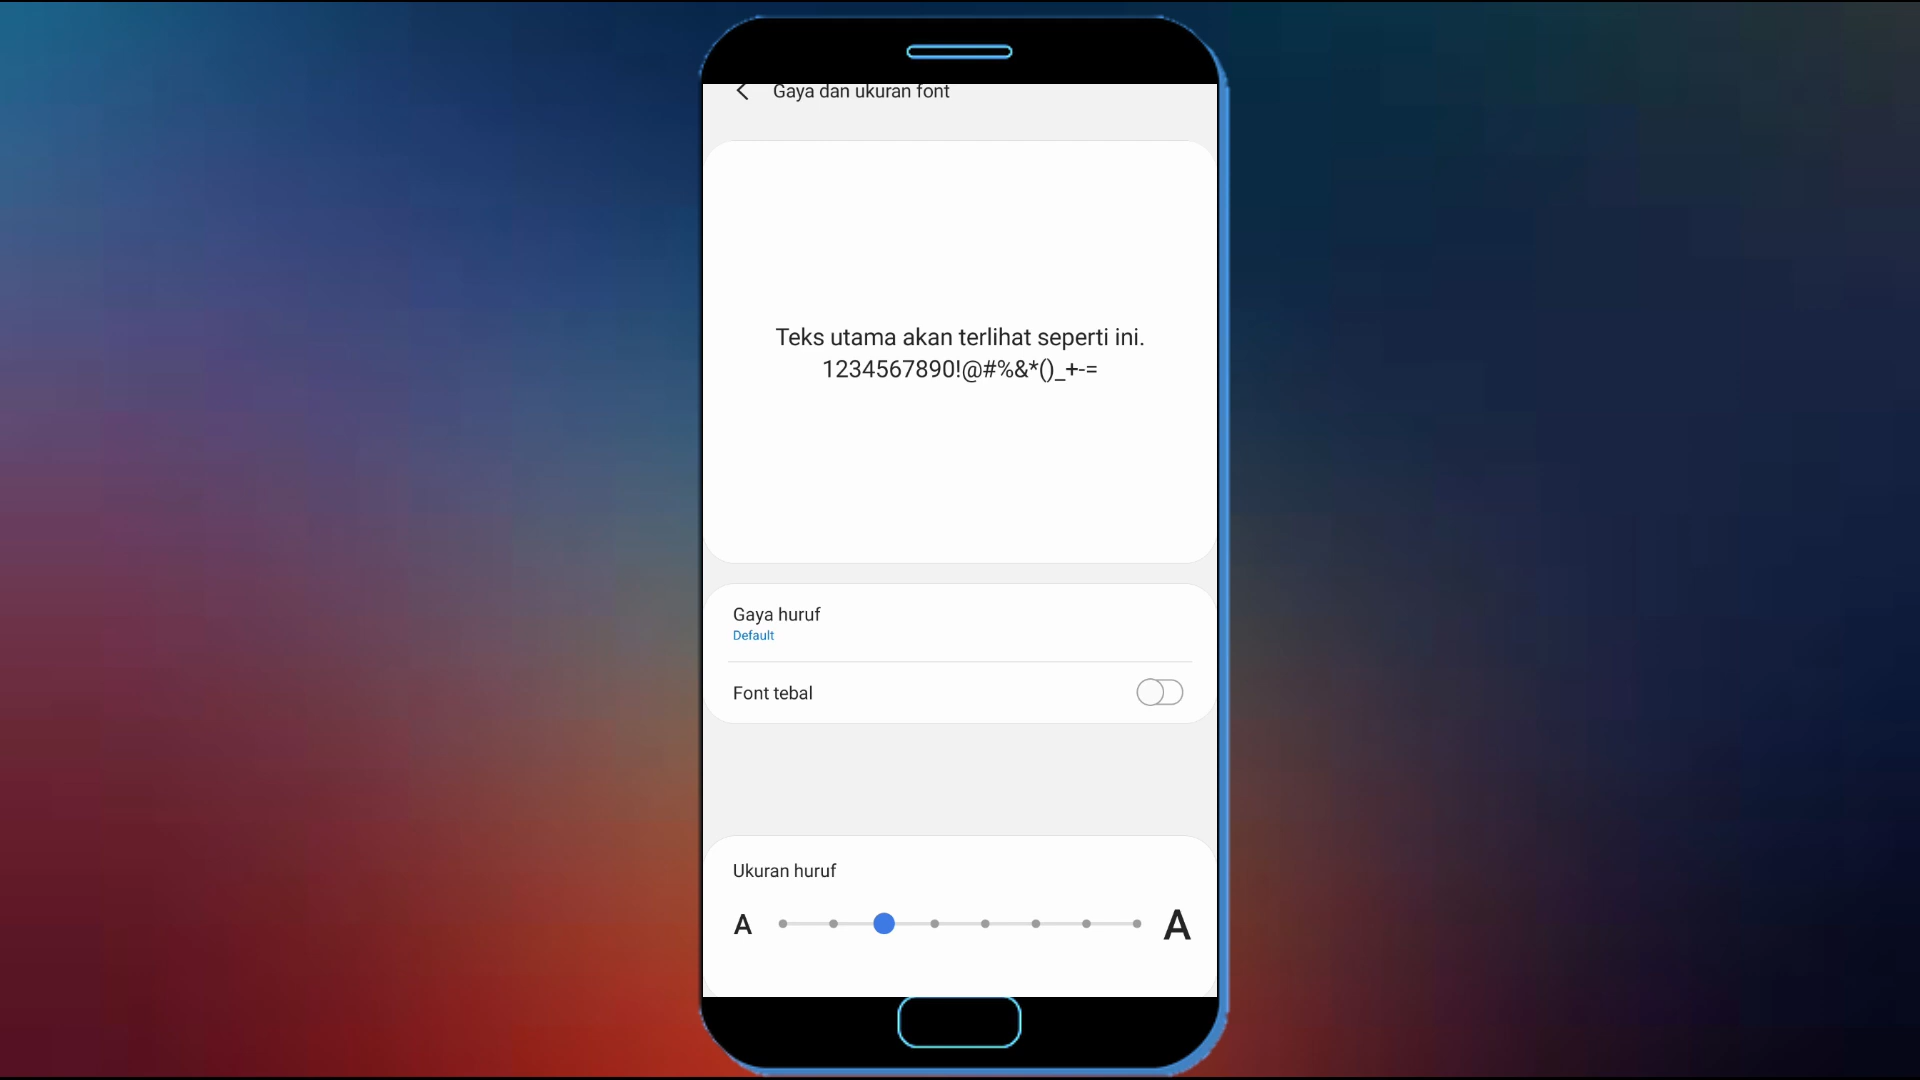 Gaya dan ukuran font
Teks utama akan terlihat seperti ini.
1234567890!@#%&*()_+-=
Gaya huruf
Default
Font tebal
Ukuran huruf
A A